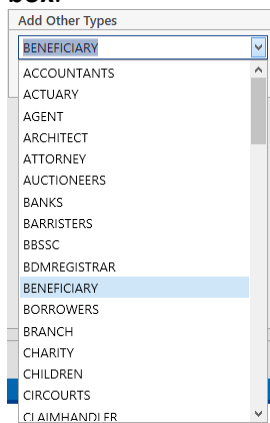 box.
Add Other Types
BENEFICIARY
ACCOUNTANTS
ACTUARY
AGENT
ARCHITECT
ATTORNEY
AUCTIONEERS
BANKS
BARRISTERS
BBSSC
BDMREGISTRAR
BENEFICIARY
BORROWERS
BRANCH
CHARITY
CHILDREN
CIRCOURTS
CLAIMHANDLER